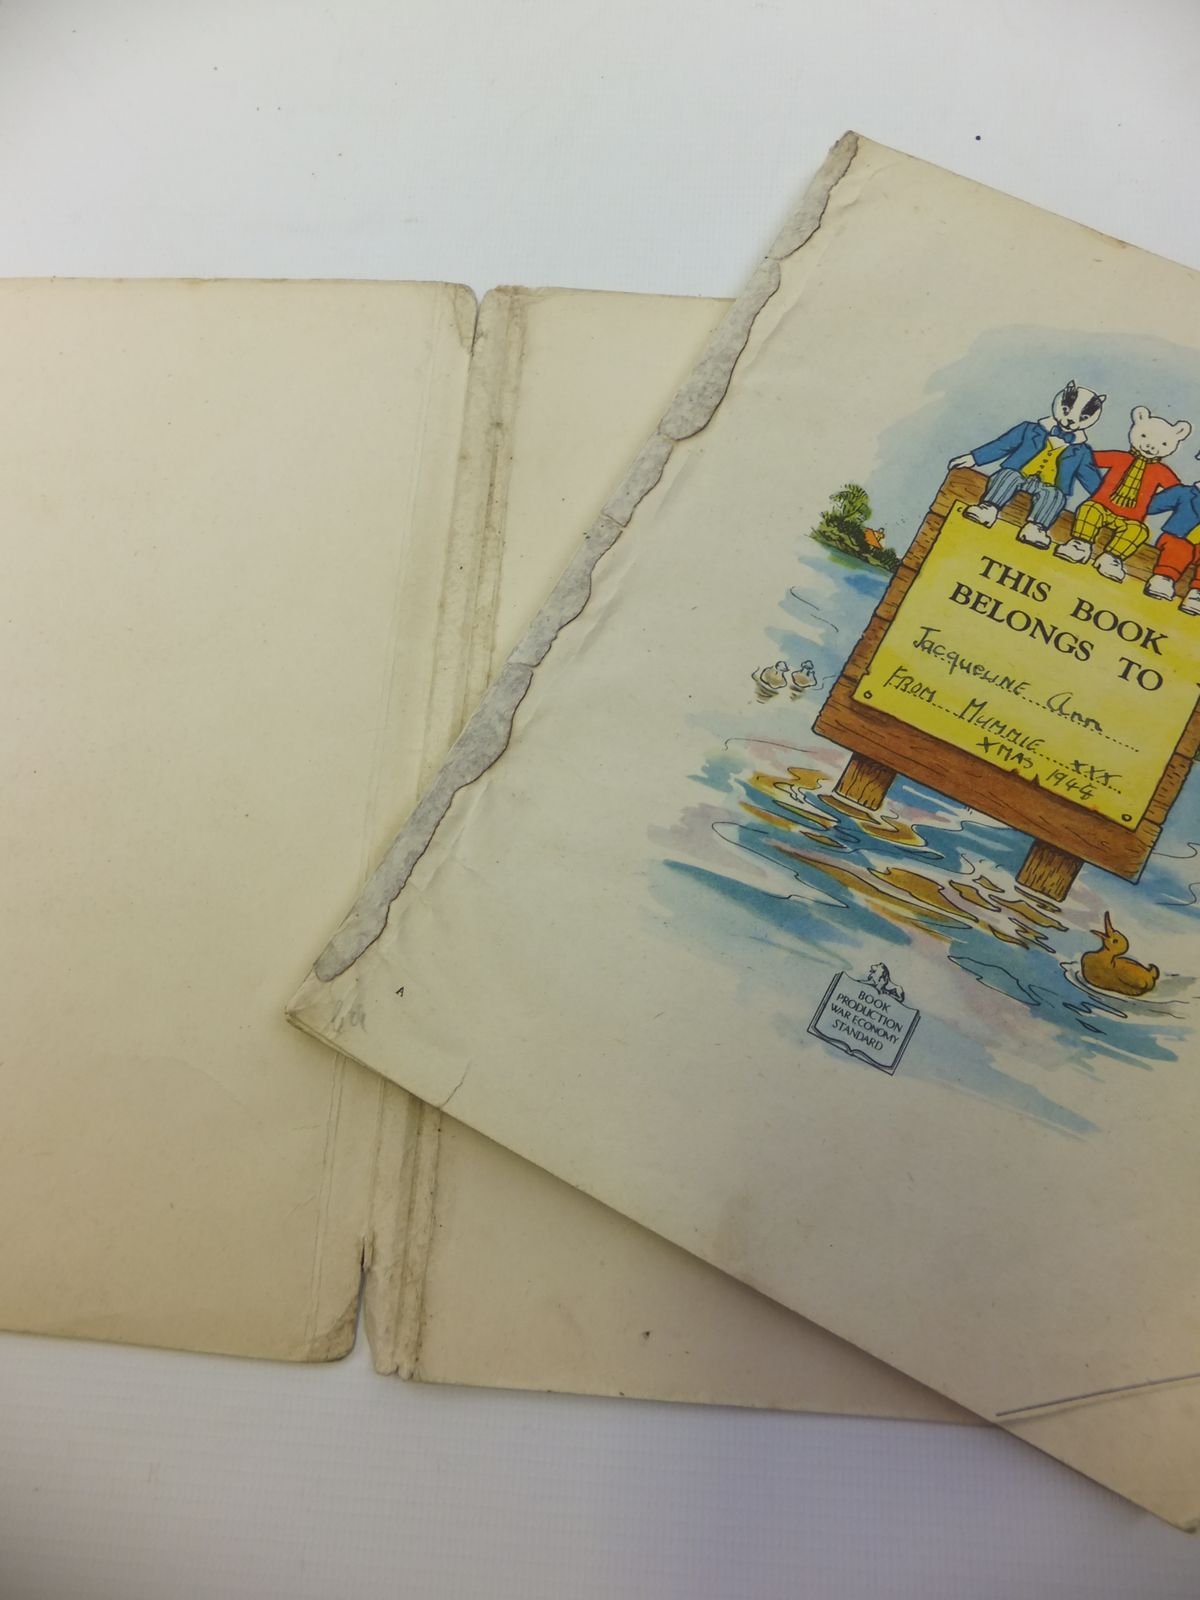 THIS BOOK
BELONGS TO
Jacqueline Ann
FROM MUMMIE xxx
XMAS 1944
BOOK
PRODUCTION
WAR ECONOMY
STANDARD
A